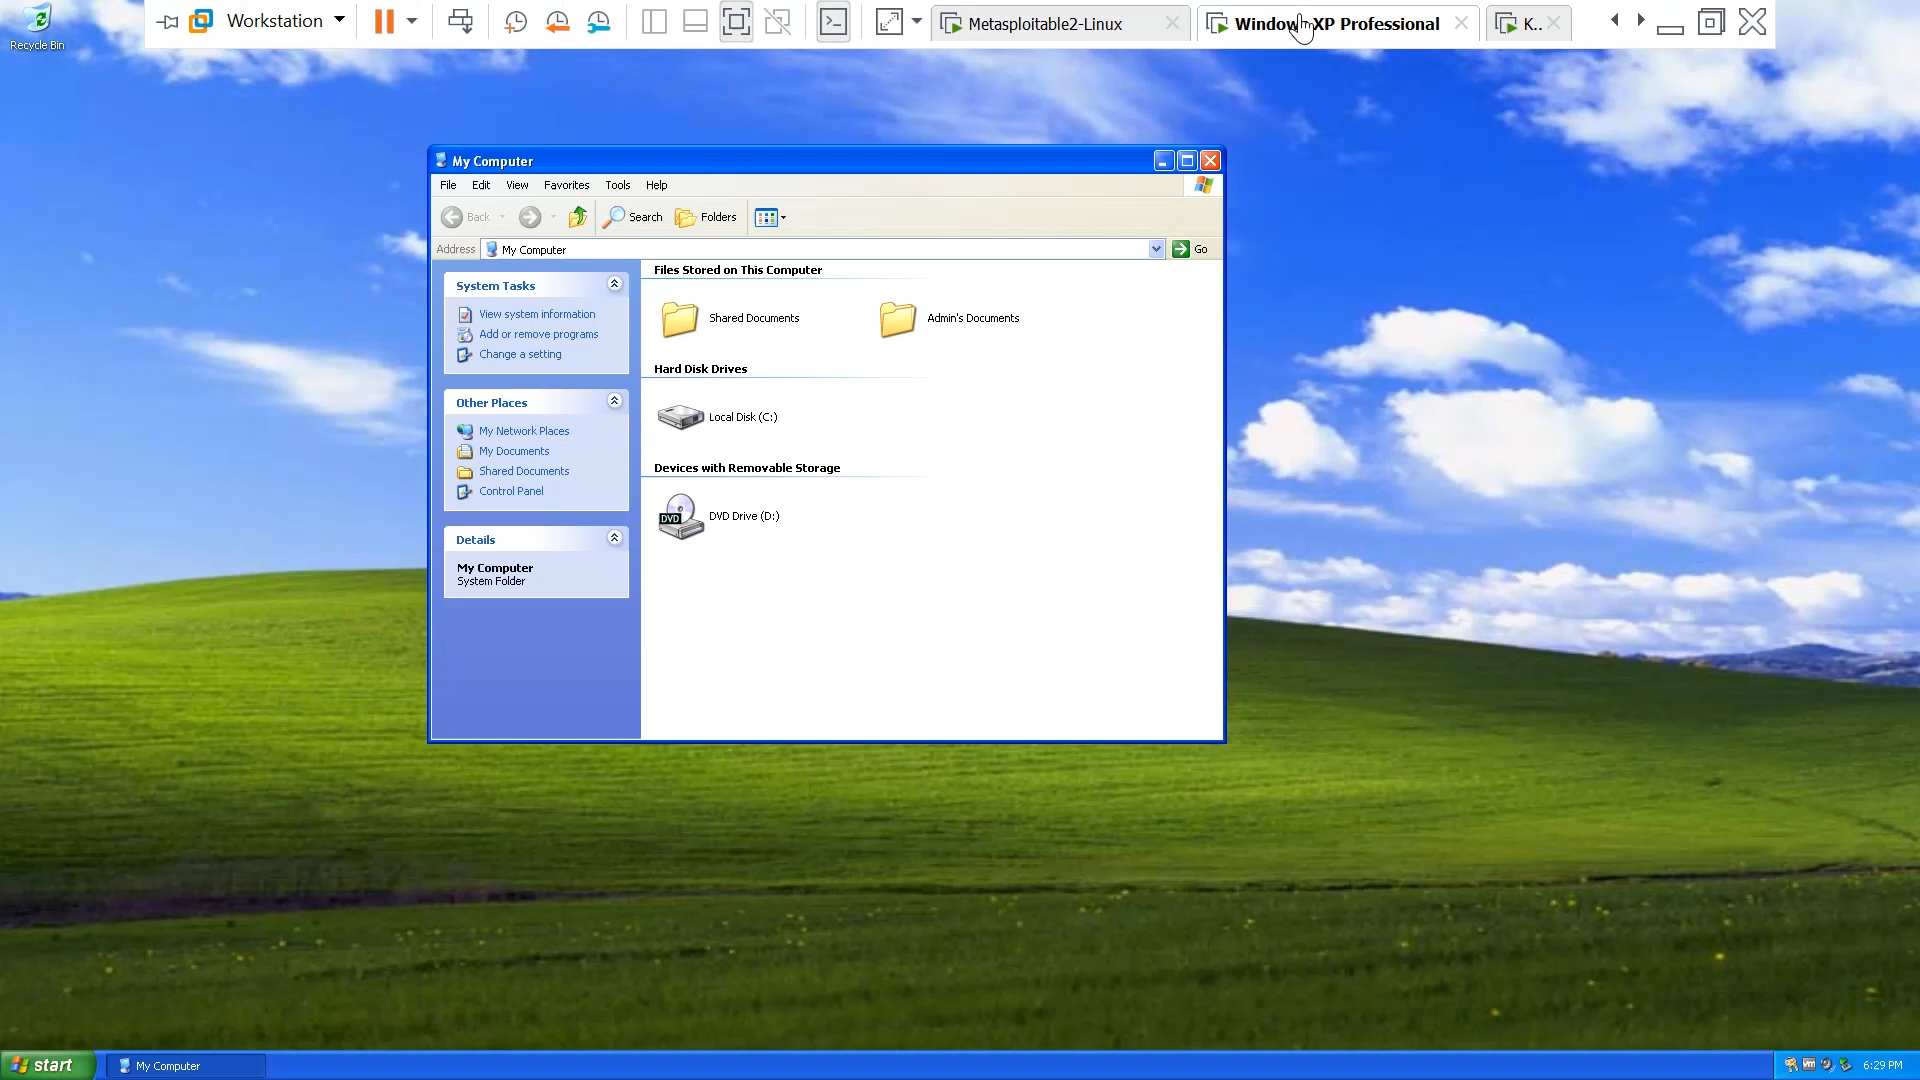 Recycle Bin
Workstation
Metasploitable2-Linux
Windows XP Professional
K..
My Computer
File Edit View Favorites Tools Help
Back Search Folders
Address My Computer Go
System Tasks
View system information
Add or remove programs
Change a setting
Other Places
My Network Places
My Documents
Shared Documents
Control Panel
Details
My Computer
System Folder
Files Stored on This Computer
Shared Documents
Admin's Documents
Hard Disk Drives
Local Disk (C:)
Devices with Removable Storage
DVD
DVD Drive (D:)
start
My Computer
vm
6:29 PM